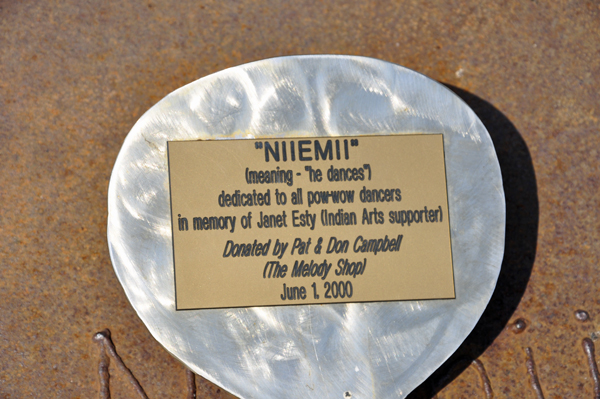 "NIIEMII"
(meaning - "he dances")
dedicated to all pow-wow dancers
in memory of Janet Esty (Indian Arts supporter)
Donated by Pat & Don Campbell
(The Melody Shop)
June 1, 2000